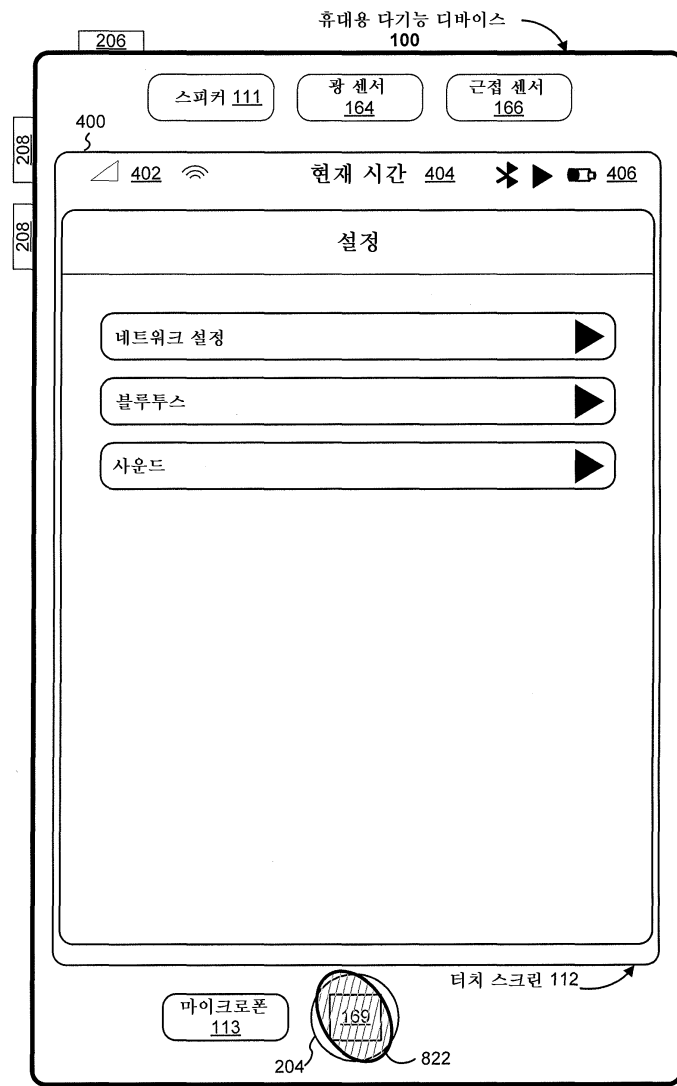 휴대용 다기능 디바이스
100
206
스피커 111
광 센서
164
근접 센서
166
208
208
400
402
현재 시간 404
406
설정
네트워크 설정
블루투스
사운드
터치 스크린 112
마이크로폰
113
169
204
822